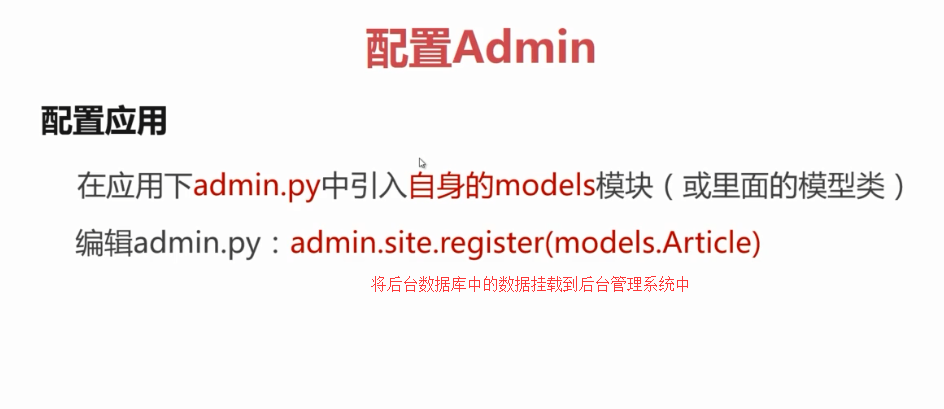 配置Admin
配置应用
在应用下admin.py中引入自身的models模块（或里面的模型类）
编辑admin.py：admin.site.register(models.Article)
将后台数据库中的数据挂载到后台管理系统中